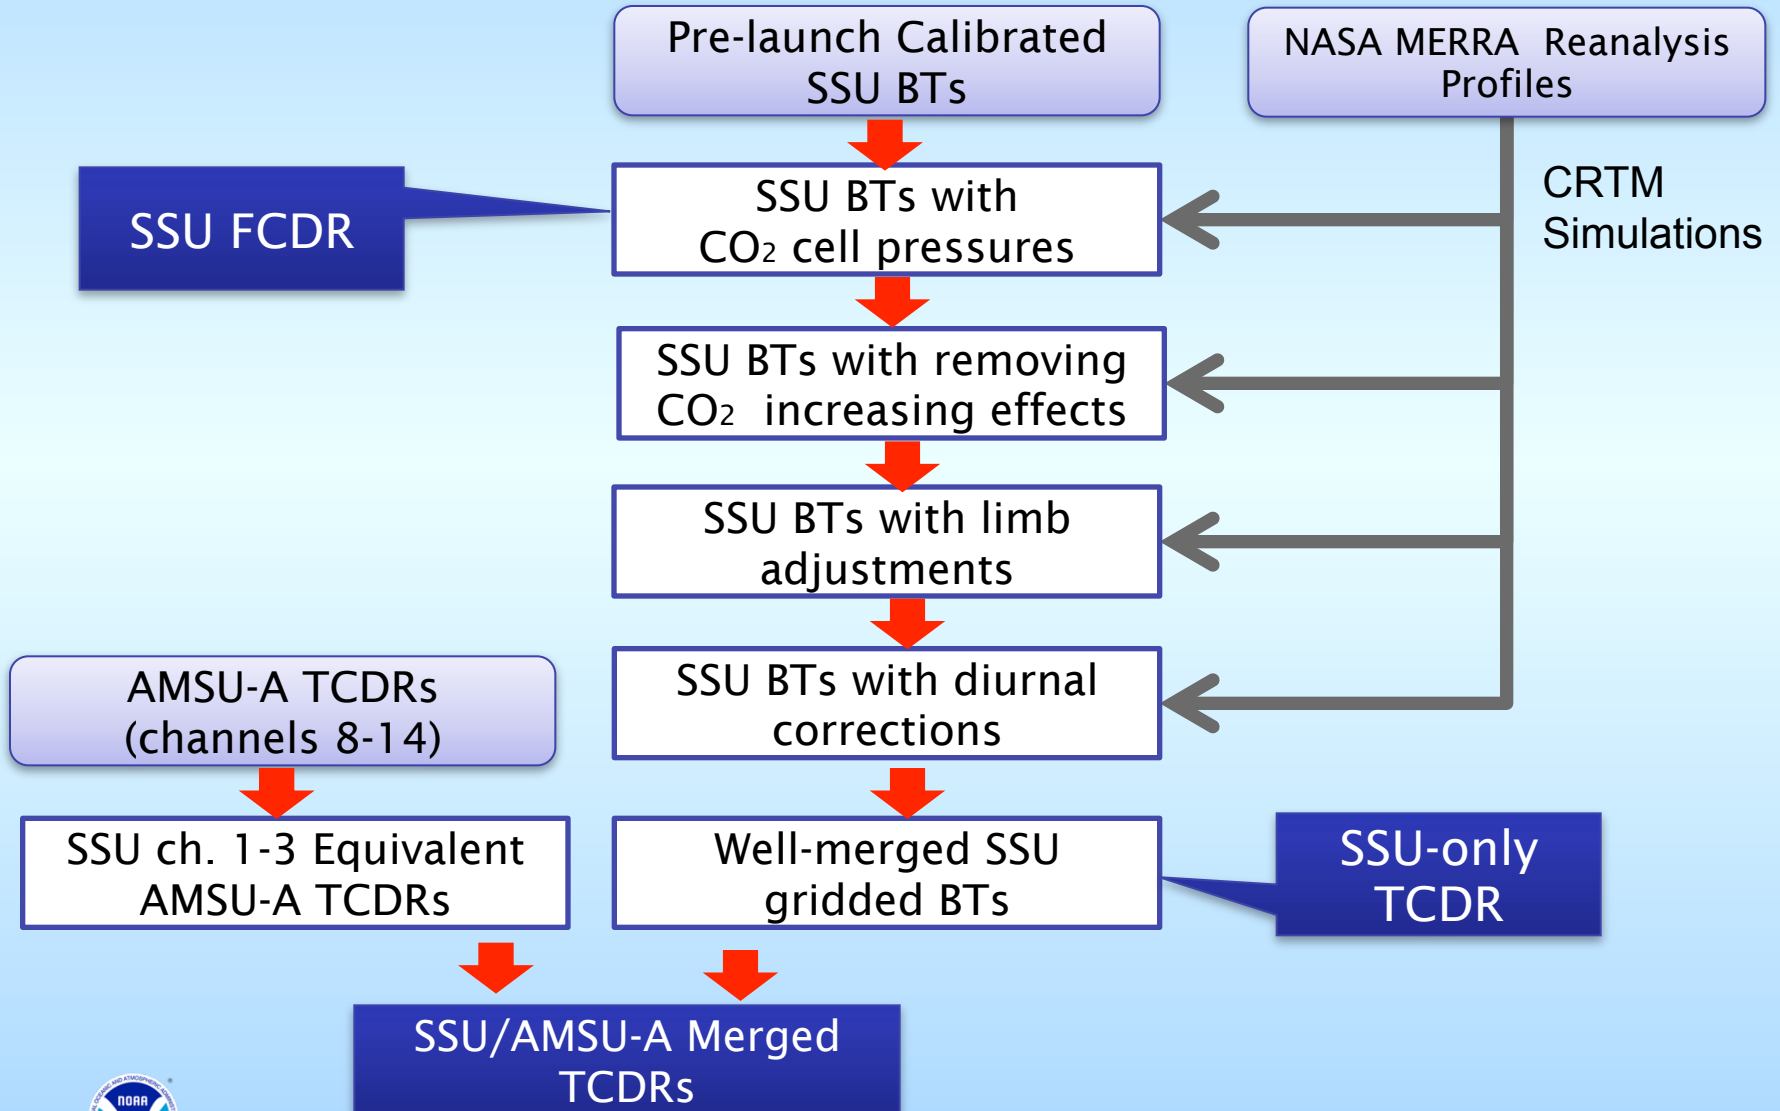 Pre-launch Calibrated
SSU BTs
NASA MERRA Reanalysis
Profiles
CRTM
Simulations
SSU FCDR
SSU BTs with
CO2 cell pressures
SSU BTs with removing
CO2 increasing effects
SSU BTs with limb
adjustments
SSU BTs with diurnal
corrections
AMSU-A TCDRs
(channels 8-14)
SSU ch. 1-3 Equivalent
AMSU-A TCDRs
Well-merged SSU
gridded BTs
SSU-only
TCDR
SSU/AMSU-A Merged
TCDRs
NOAA